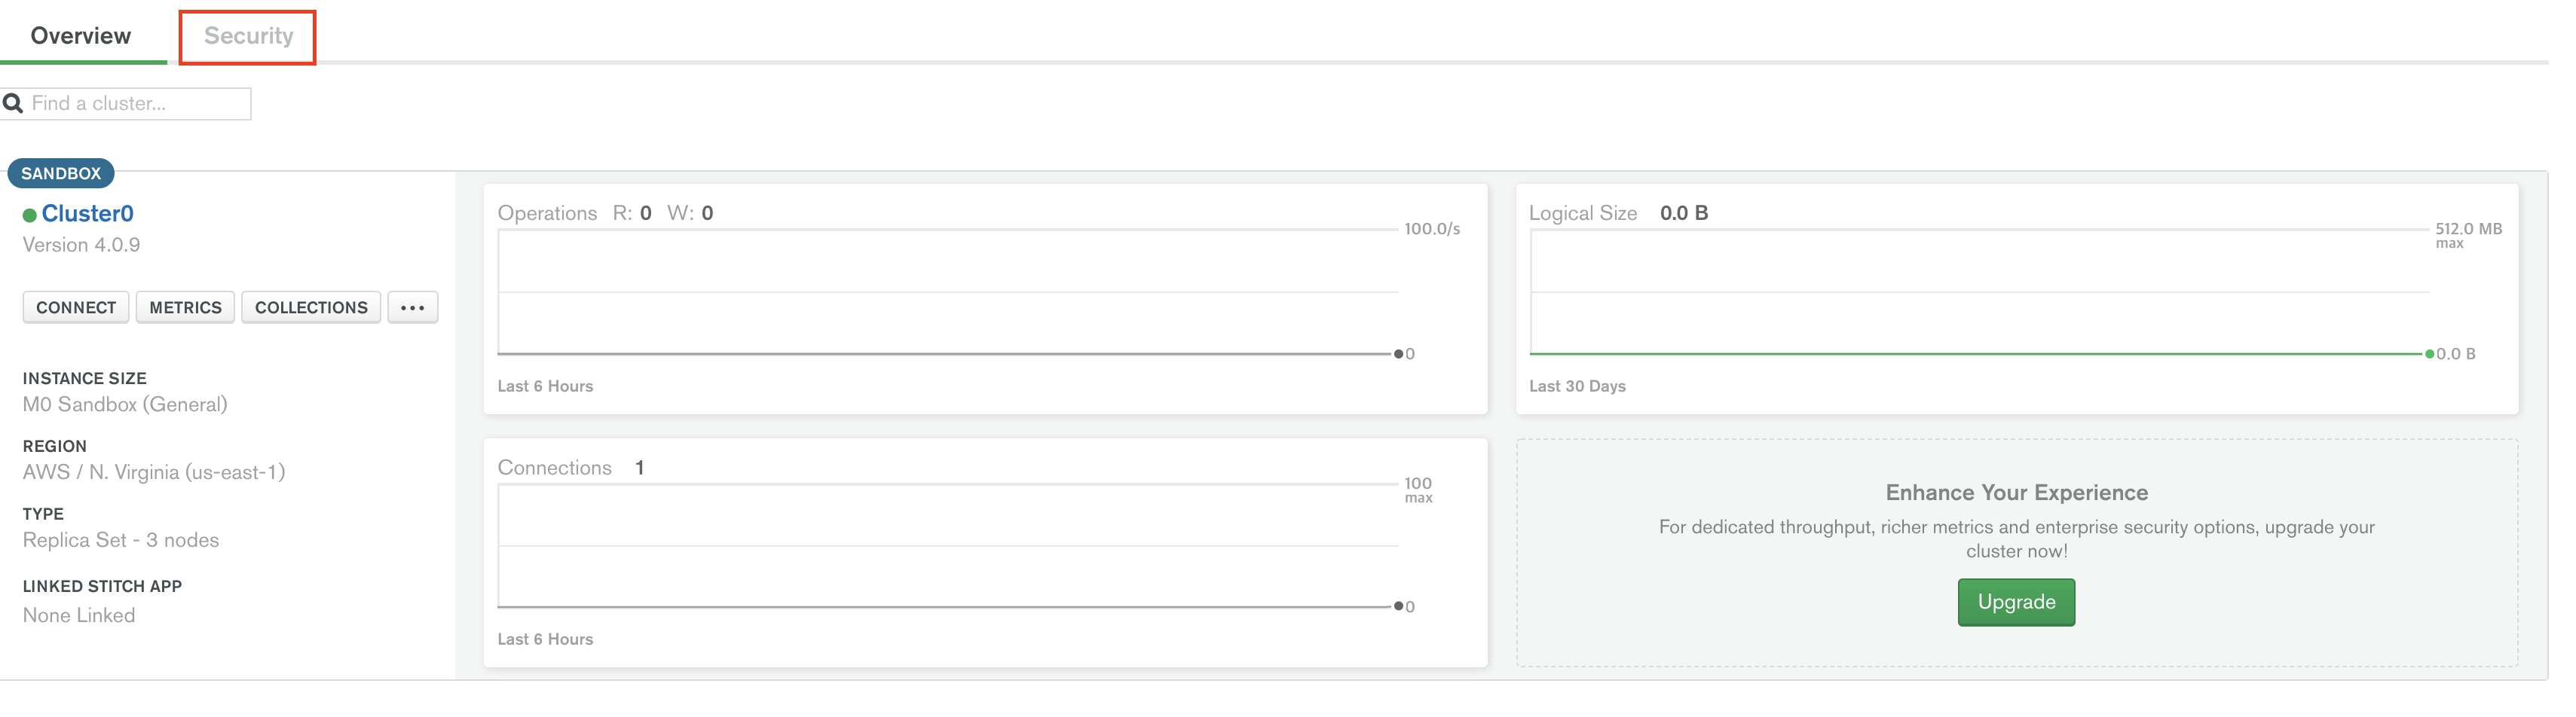 Overview
Security
Find a cluster...
SANDBOX
Cluster0
Version 4.0.9
CONNECT
METRICS
COLLECTIONS
...
INSTANCE SIZE
M0 Sandbox (General)
REGION
AWS / N. Virginia (us-east-1)
TYPE
Replica Set - 3 nodes
LINKED STITCH APP
None Linked
Operations R: 0 W: 0
100.0/s
0
Last 6 Hours
Logical Size 0.0 B
512.0 MB
max
0.0 B
Last 30 Days
Connections 1
100
max
0
Last 6 Hours
Enhance Your Experience
For dedicated throughput, richer metrics and enterprise security options, upgrade your
cluster now!
Upgrade